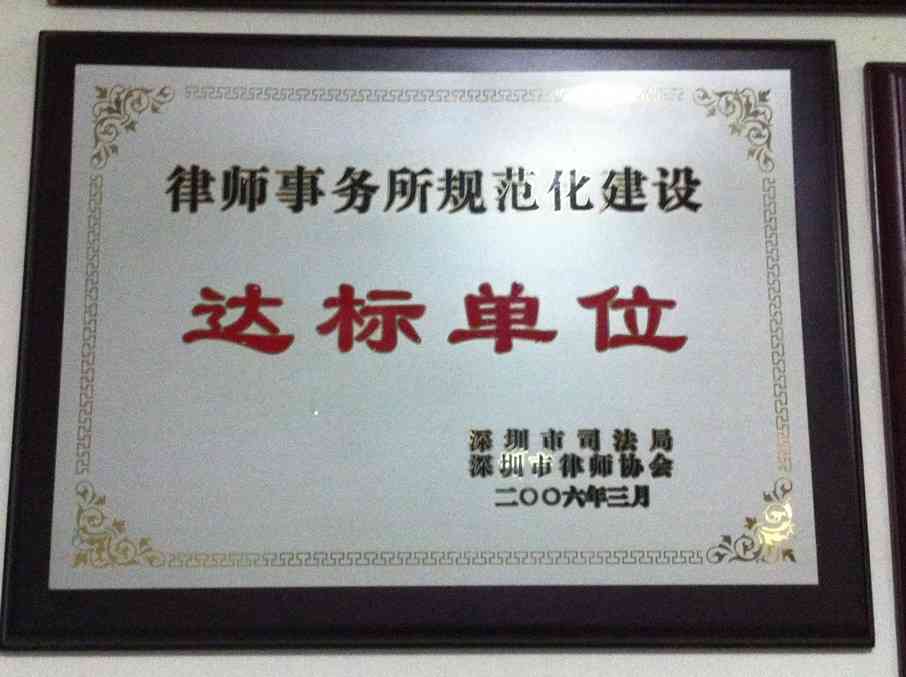 律师事务所规范化建设
达标单位
深圳市司法局
深圳市律师协会
二〇〇六年三月